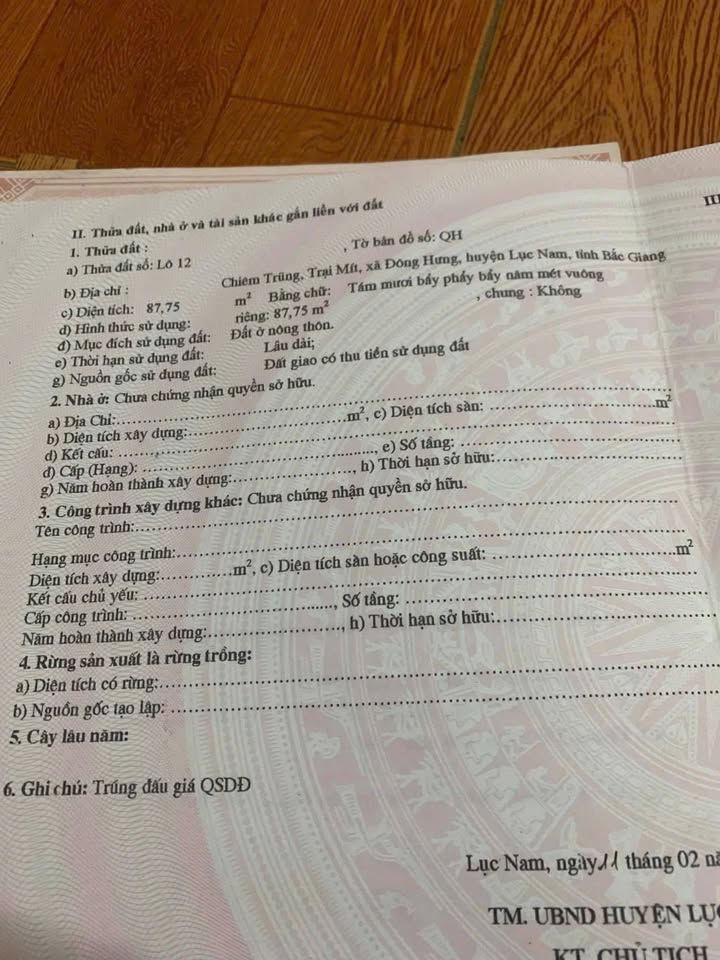 III
II. Thửa đất, nhà ở và tài sản khác gắn liền với đất
1. Thửa đất :
a) Thửa đất số: Lô 12 , Tờ bản đồ số: QH
b) Địa chỉ : Chiêm Trũng, Trại Mít, xã Đông Hưng, huyện Lục Nam, tỉnh Bắc Giang
c) Diện tích: 87,75 m² Bằng chữ: Tám mươi bẩy phẩy bẩy năm mét vuông
d) Hình thức sử dụng: riêng: 87,75 m² , chung : Không
đ) Mục đích sử dụng đất: Đất ở nông thôn.
e) Thời hạn sử dụng đất: Lâu dài;
g) Nguồn gốc sử dụng đất: Đất giao có thu tiền sử dụng đất
2. Nhà ở: Chưa chứng nhận quyền sở hữu.
a) Địa Chỉ:..........
b) Diện tích xây dựng:..........m², c) Diện tích sàn: ..........m²
d) Kết cấu: ..........
đ) Cấp (Hạng): .........., e) Số tầng: ..........
g) Năm hoàn thành xây dựng:.........., h) Thời hạn sở hữu:..........
3. Công trình xây dựng khác: Chưa chứng nhận quyền sở hữu.
Tên công trình:..........
Hạng mục công trình:..........
Diện tích xây dựng:..........m², c) Diện tích sàn hoặc công suất: ..........m²
Kết cấu chủ yếu: ..........
Cấp công trình: .........., Số tầng: ..........
Năm hoàn thành xây dựng:.........., h) Thời hạn sở hữu:..........
4. Rừng sản xuất là rừng trồng:
a) Diện tích có rừng:..........
b) Nguồn gốc tạo lập: ..........
5. Cây lâu năm:
6. Ghi chú: Trúng đấu giá QSDĐ
Lục Nam, ngày 11 tháng 02
TM. UBND HUYỆN
KT. CHỦ TỊCH